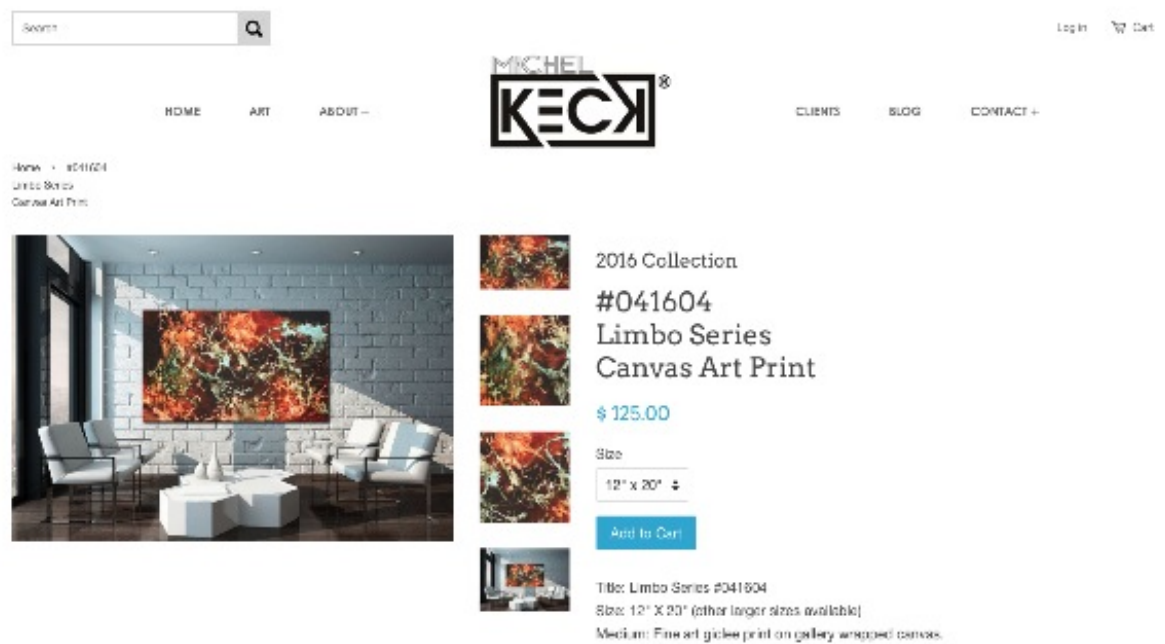 Search
Log in
Cart
MICHEL
KECK®
HOME
ART
ABOUT –
CLIENTS
BLOG
CONTACT +
Home › #041604
Limbo Series
Canvas Art Print
2016 Collection
#041604
Limbo Series
Canvas Art Print
$ 125.00
Size
12" x 20"
Add to Cart
Title: Limbo Series #041604
Size: 12" X 20" (other larger sizes available)
Medium: Fine art giclee print on gallery wrapped canvas.